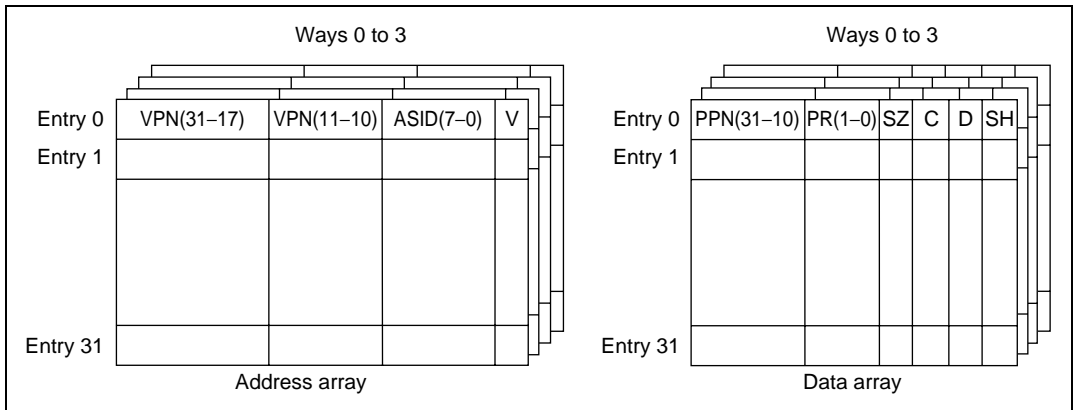 Ways 0 to 3
Entry 0 VPN(31–17) VPN(11–10) ASID(7–0) V
Entry 1
Entry 31
Address array
Ways 0 to 3
Entry 0 PPN(31–10) PR(1–0) SZ C D SH
Entry 1
Entry 31
Data array